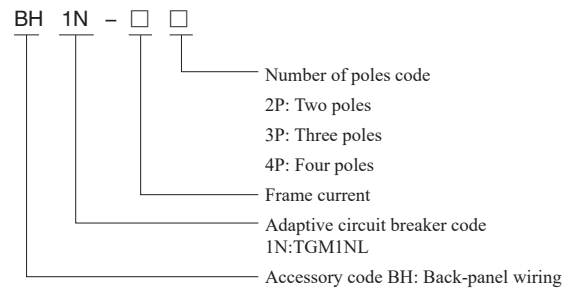 BH 1N – □ □
Number of poles code
2P: Two poles
3P: Three poles
4P: Four poles
Frame current
Adaptive circuit breaker code
1N:TGM1NL
Accessory code BH: Back-panel wiring